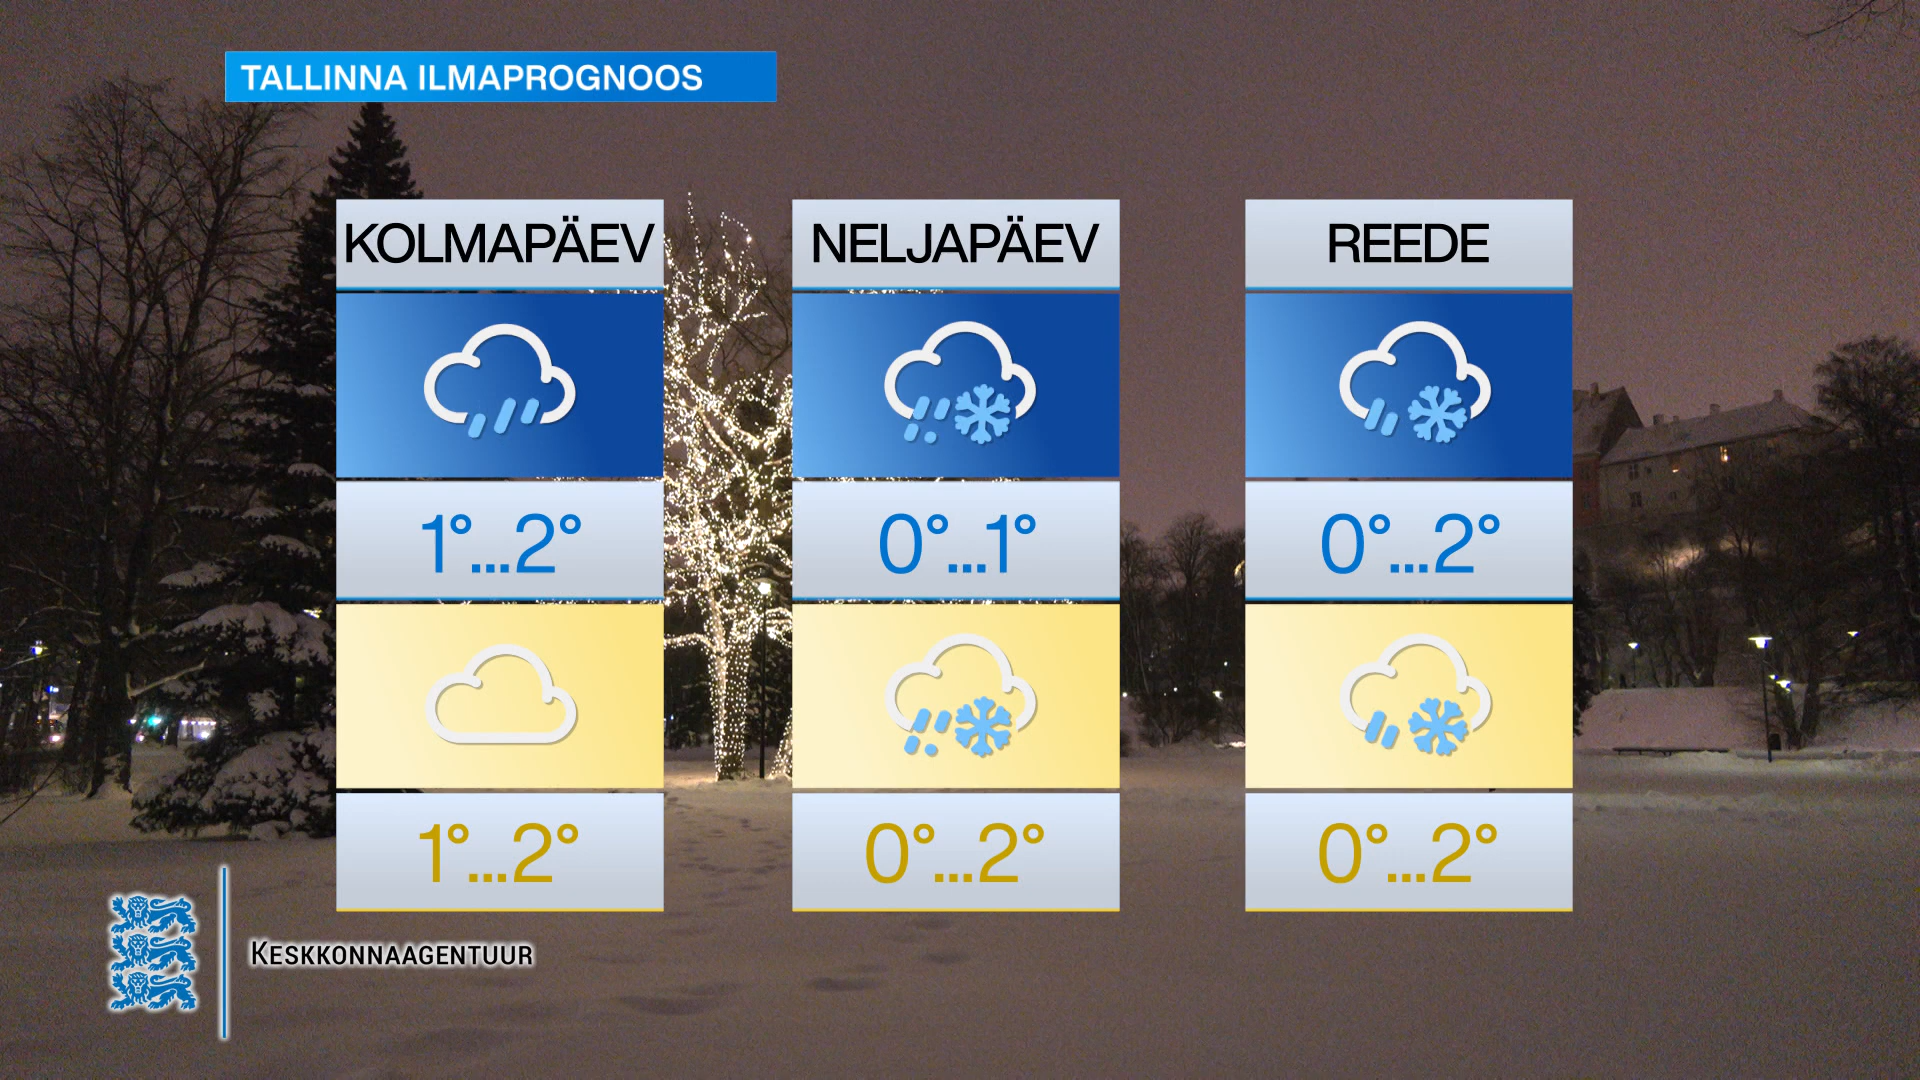 TALLINNA ILMAPROGNOOS
KOLMAPÄEV
NELJAPÄEV
REEDE
1°...2°
0°...1°
0°...2°
1°...2°
0°...2°
0°...2°
KESKKONNAAGENTUUR